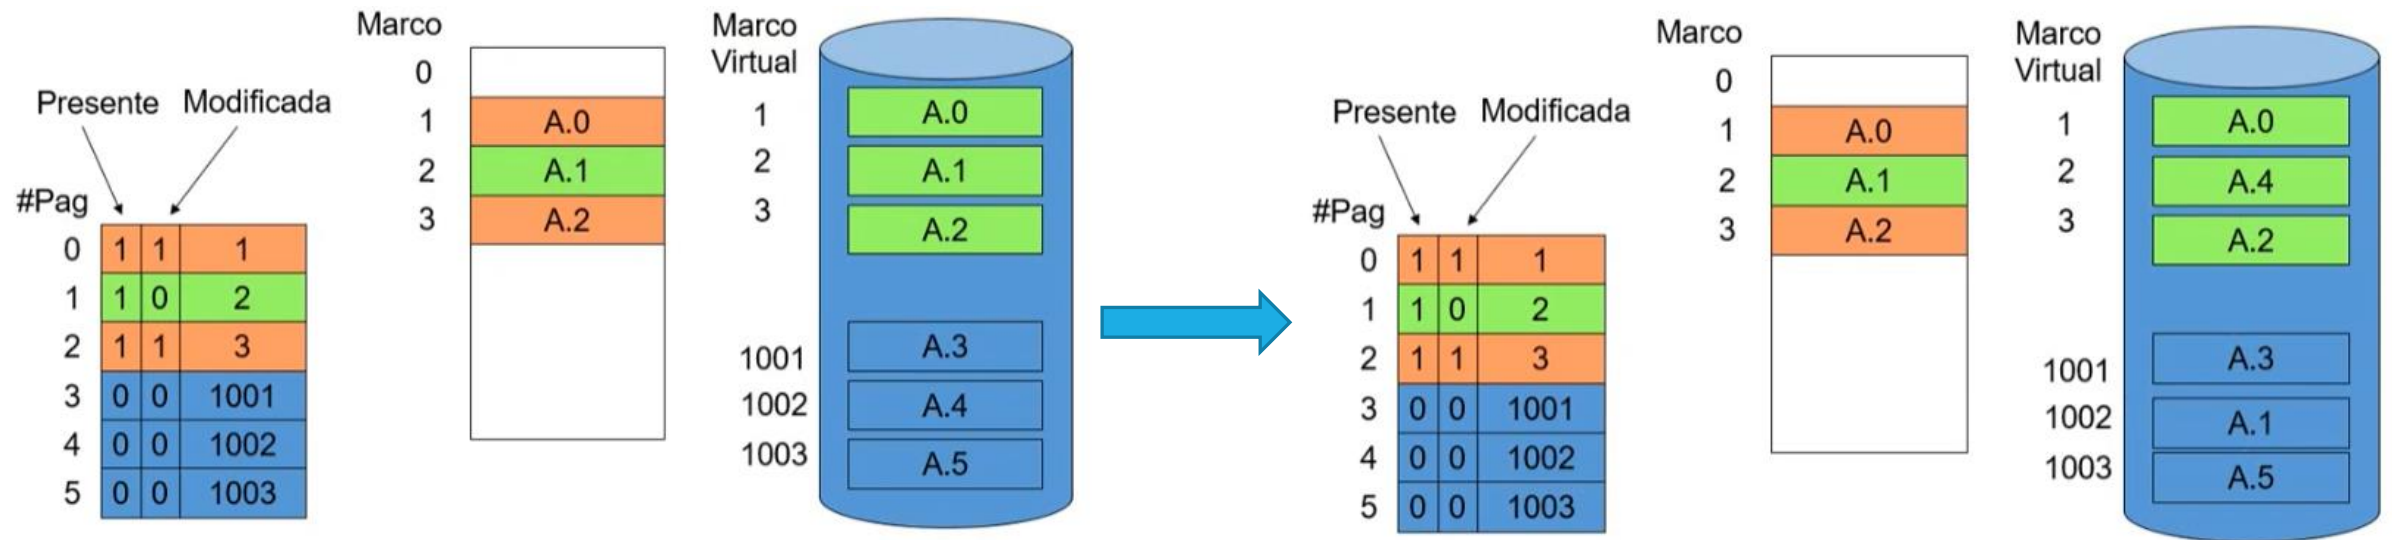 Presente Modificada
#Pag
0 1 1 1
1 1 0 2
2 1 1 3
3 0 0 1001
4 0 0 1002
5 0 0 1003
Marco
0
1 A.0
2 A.1
3 A.2
Marco
Virtual
1 A.0
2 A.1
3 A.2
1001 A.3
1002 A.4
1003 A.5
Presente Modificada
#Pag
0 1 1 1
1 1 0 2
2 1 1 3
3 0 0 1001
4 0 0 1002
5 0 0 1003
Marco
0
1 A.0
2 A.1
3 A.2
Marco
Virtual
1 A.0
2 A.4
3 A.2
1001 A.3
1002 A.1
1003 A.5